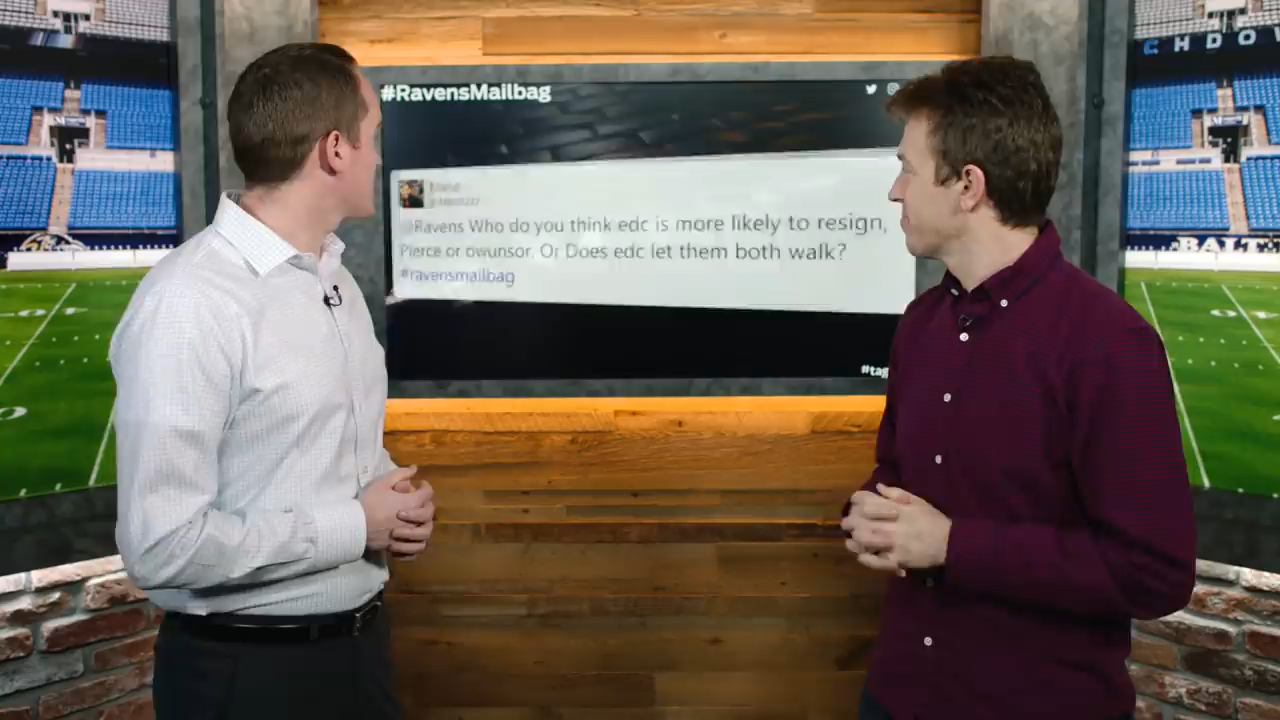 #RavensMailbag
CHDOW
@Ravens Who do you think edc is more likely to resign,
Pierce or owunsor. Or Does edc let them both walk?
#ravensmailbag
BALT
#tag